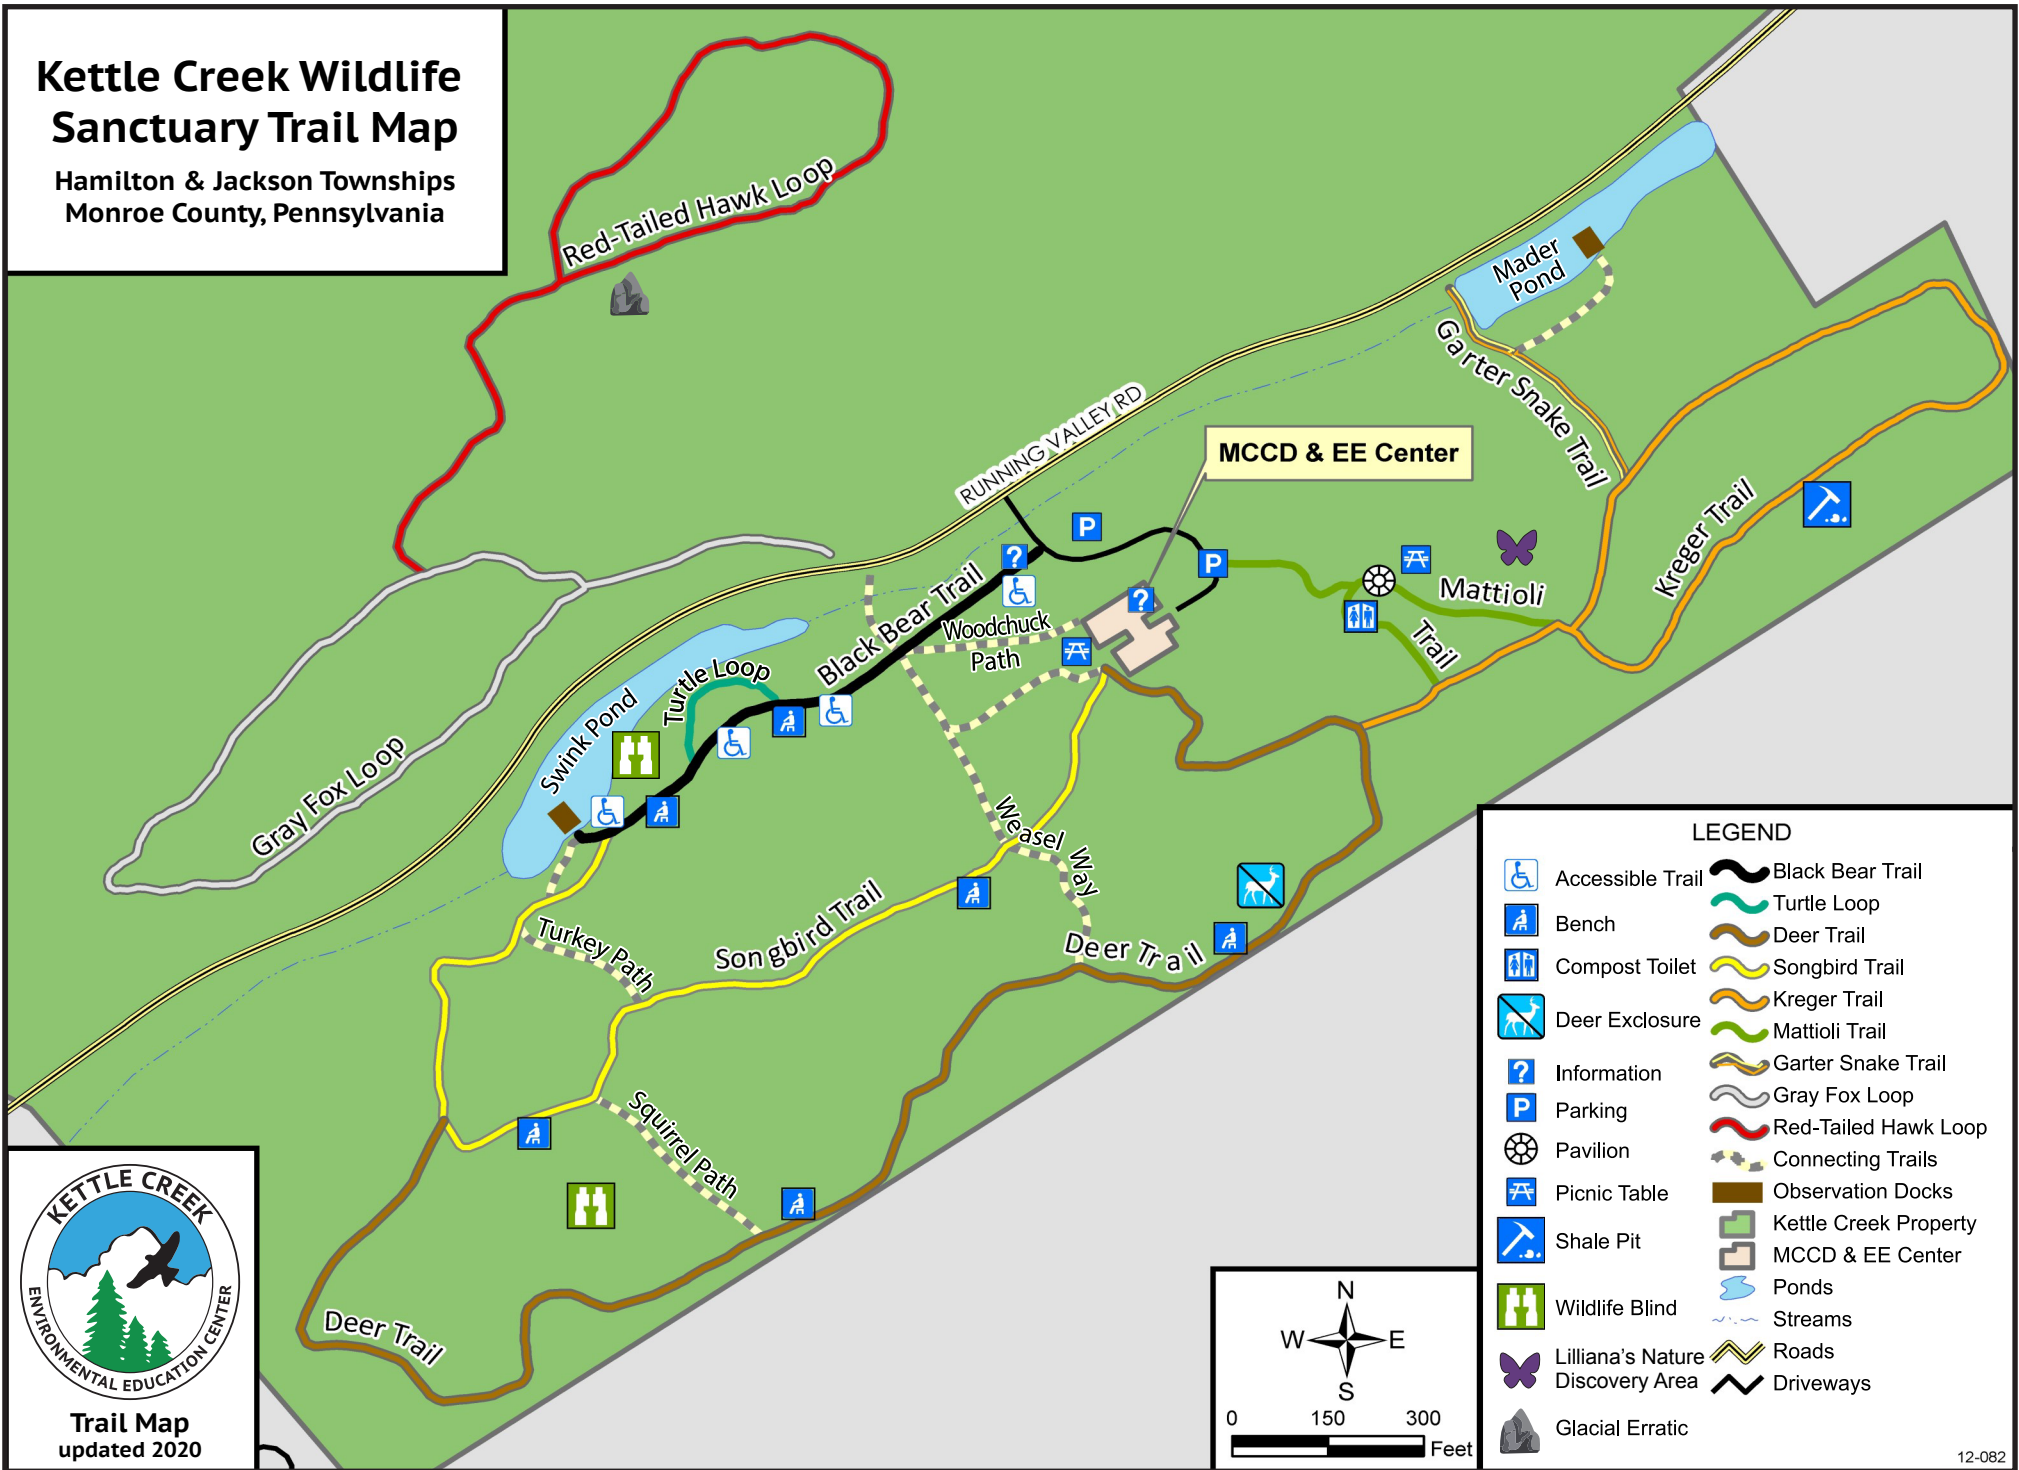 Kettle Creek Wildlife
Sanctuary Trail Map
Hamilton & Jackson Townships
Monroe County, Pennsylvania
Red-Tailed Hawk Loop
Mader
Pond
Garter Snake Trail
RUNNING VALLEY RD
MCCD & EE Center
Kreger Trail
P
?
P
Black Bear Trail
Mattioli
Trail
?
Woodchuck
Path
Turtle Loop
Swink Pond
Gray Fox Loop
Weasel Way
Songbird Trail
Turkey Path
Deer Trail
Squirrel Path
Deer Trail
LEGEND
Accessible Trail
Bench
Compost Toilet
Deer Exclosure
? Information
P Parking
Pavilion
Picnic Table
Shale Pit
Wildlife Blind
Lilliana's Nature
Discovery Area
Glacial Erratic
Black Bear Trail
Turtle Loop
Deer Trail
Songbird Trail
Kreger Trail
Mattioli Trail
Garter Snake Trail
Gray Fox Loop
Red-Tailed Hawk Loop
Connecting Trails
Observation Docks
Kettle Creek Property
MCCD & EE Center
Ponds
Streams
Roads
Driveways
12-082
N
W E
S
0 150 300
Feet
KETTLE CREEK
ENVIRONMENTAL EDUCATION CENTER
Trail Map
updated 2020